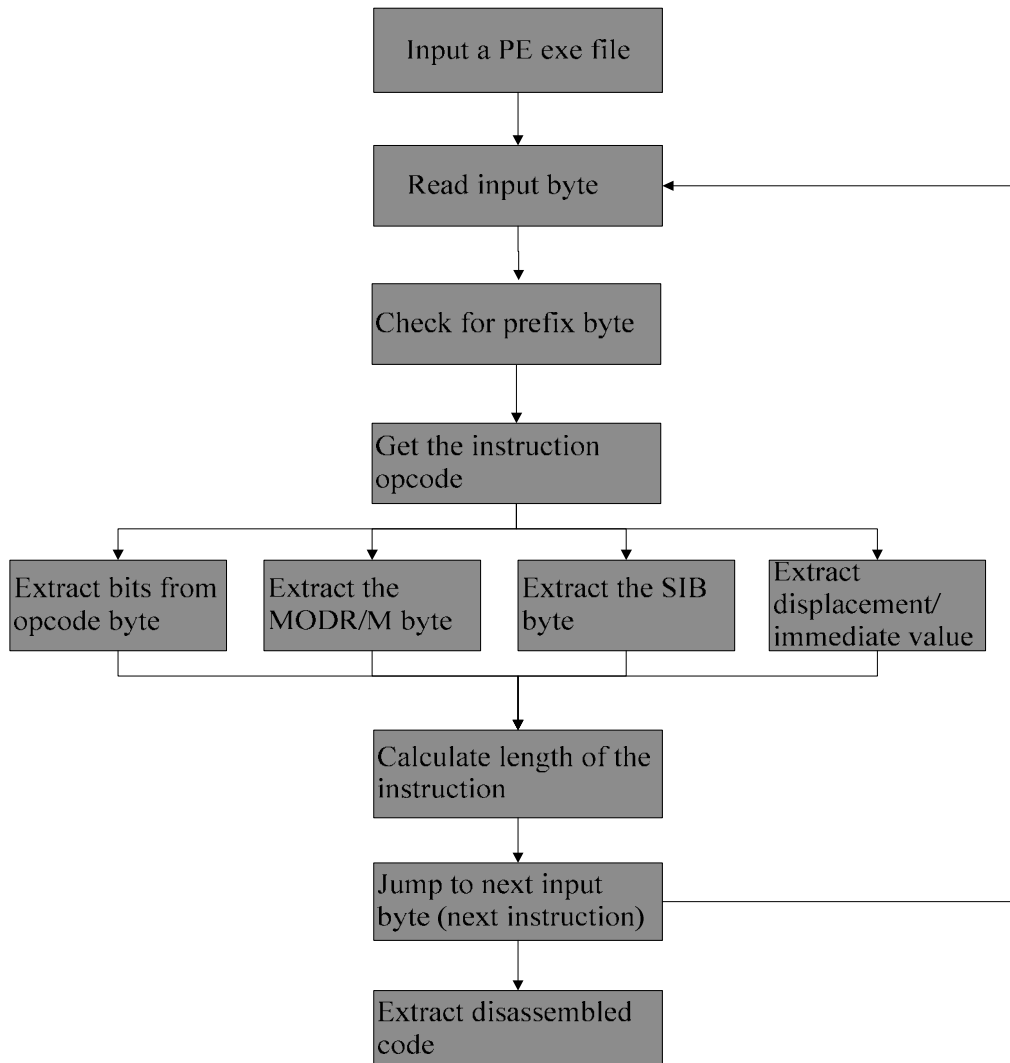 Input a PE exe file
Read input byte
Check for prefix byte
Get the instruction
opcode
Extract bits from
opcode byte
Extract the
MODR/M byte
Extract the SIB
byte
Extract
displacement/
immediate value
Calculate length of the
instruction
Jump to next input
byte (next instruction)
Extract disassembled
code